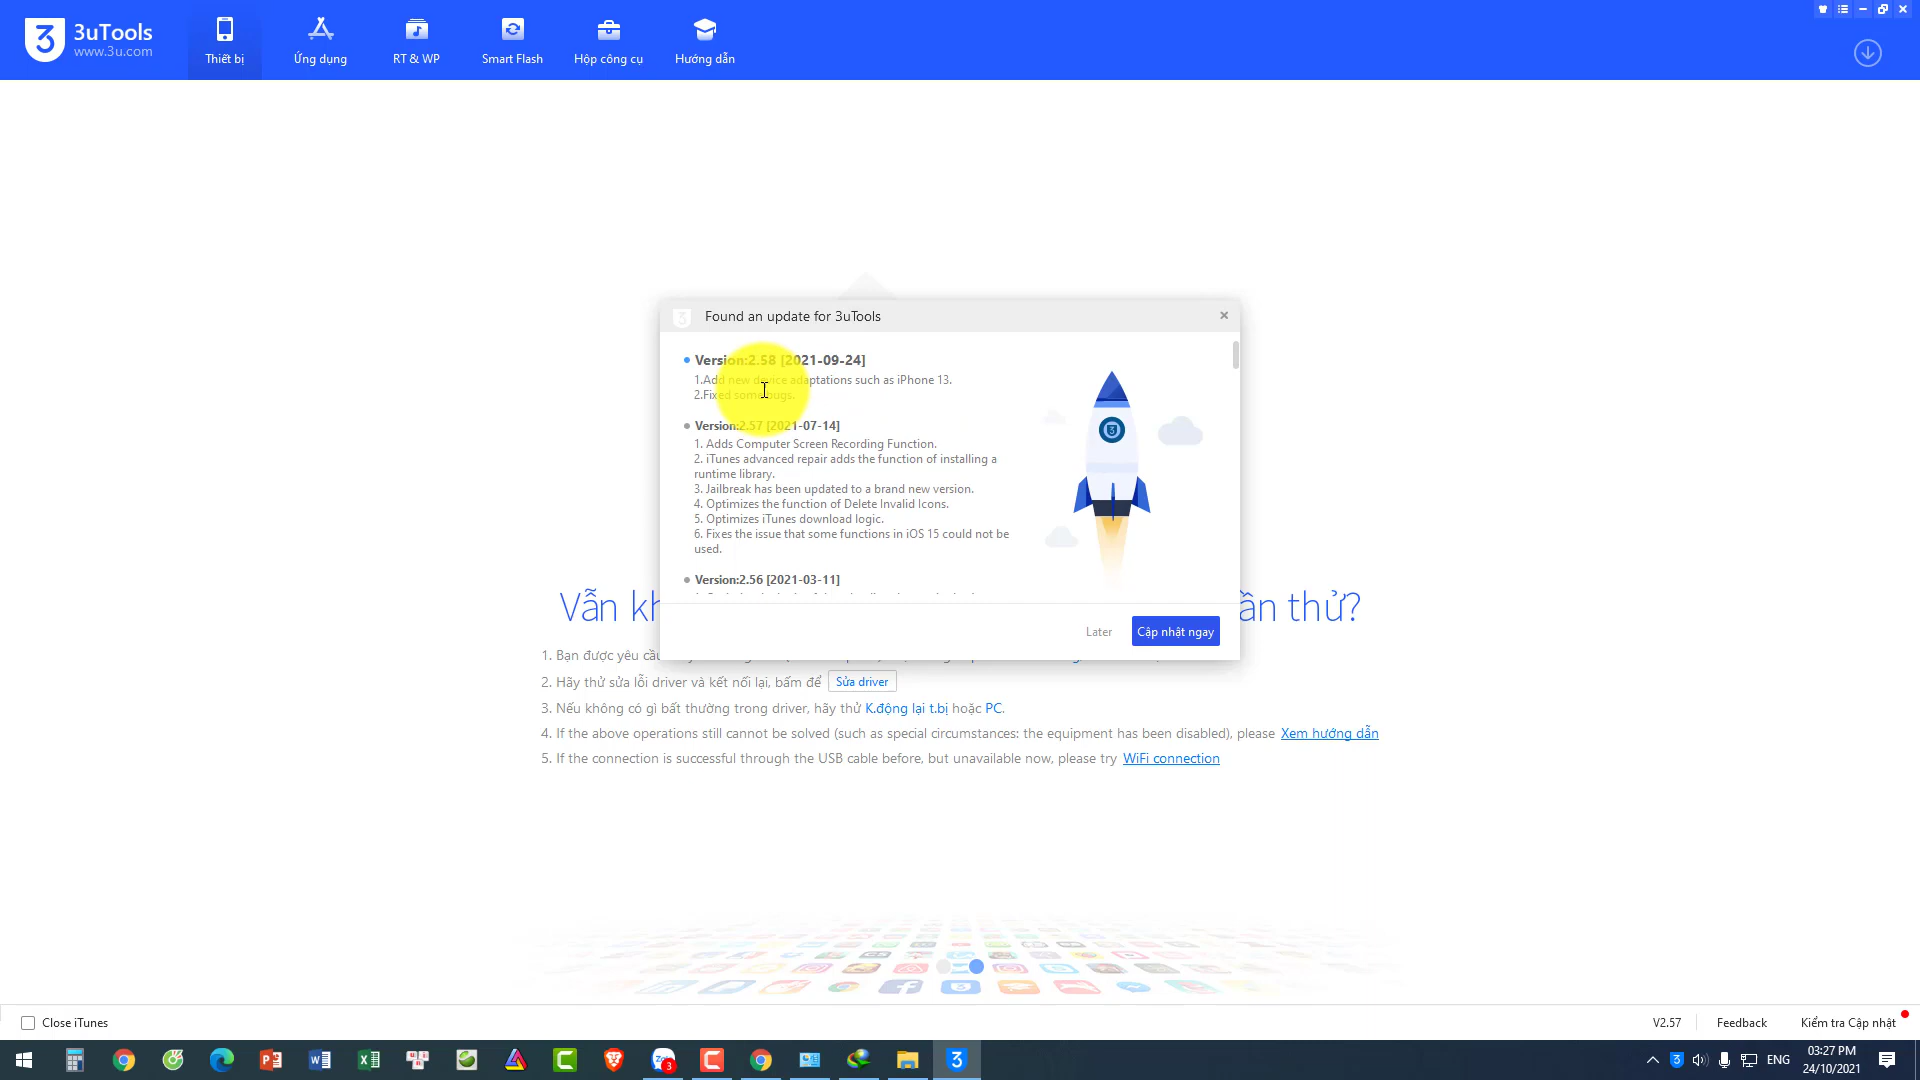 3uTools
www.3u.com
Thiết bị
Ứng dụng
RT & WP
Smart Flash
Hộp công cụ
Hướng dẫn
Found an update for 3uTools
Version:2.58 [2021-09-24]
1.Add new device adaptations such as iPhone 13.
2.Fixed some bugs.
Version:2.57 [2021-07-14]
1. Adds Computer Screen Recording Function.
2. iTunes advanced repair adds the function of installing a
runtime library.
3. Jailbreak has been updated to a brand new version.
4. Optimizes the function of Delete Invalid Icons.
5. Optimizes iTunes download logic.
6. Fixes the issue that some functions in iOS 15 could not be
used.
Version:2.56 [2021-03-11]
Later
Cập nhật ngay
Vẫn
thử?
1. Bạn được yêu
2. Hãy thử sửa lỗi driver và kết nối lại, bấm để Sửa driver
3. Nếu không có gì bất thường trong driver, hãy thử K.động lại t.bị hoặc PC.
4. If the above operations still cannot be solved (such as special circumstances: the equipment has been disabled), please Xem hướng dẫn
5. If the connection is successful through the USB cable before, but unavailable now, please try WiFi connection
Close iTunes
V2.57
Feedback
Kiểm tra Cập nhật
ENG
03:27 PM
24/10/2021